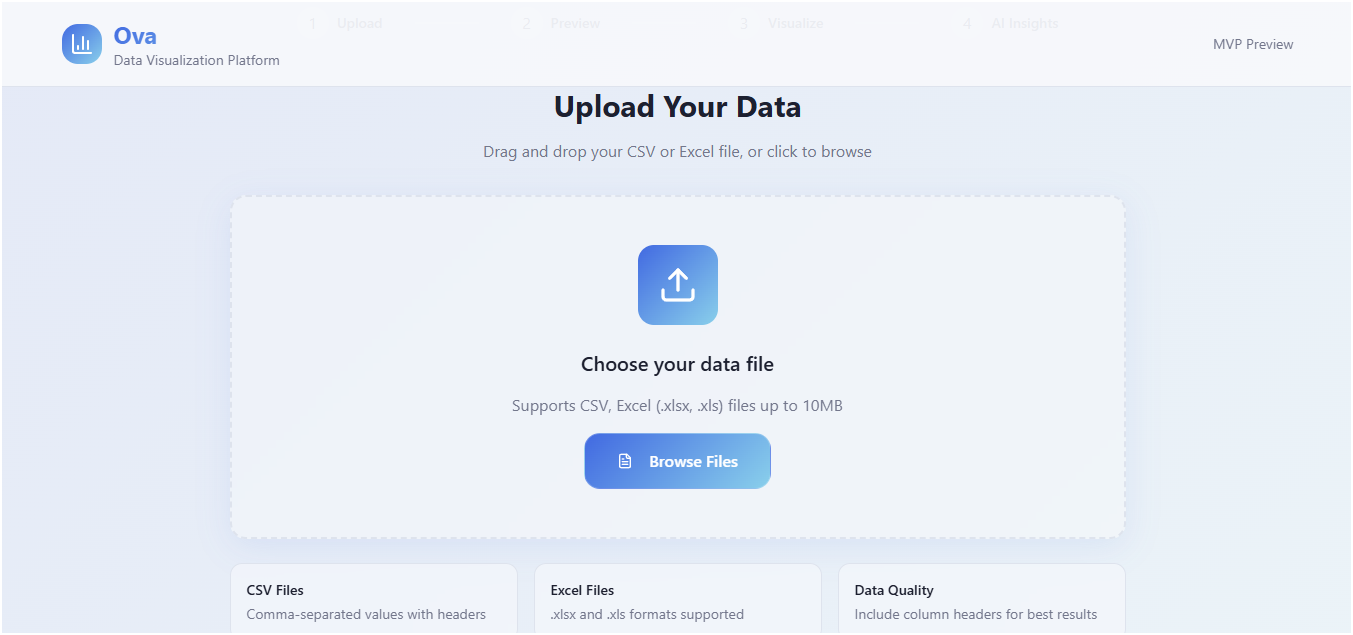 1 Upload 2 Preview 3 Visualize 4 AI Insights
Ova
Data Visualization Platform
MVP Preview
Upload Your Data
Drag and drop your CSV or Excel file, or click to browse
Choose your data file
Supports CSV, Excel (.xlsx, .xls) files up to 10MB
Browse Files
CSV Files
Comma-separated values with headers
Excel Files
.xlsx and .xls formats supported
Data Quality
Include column headers for best results